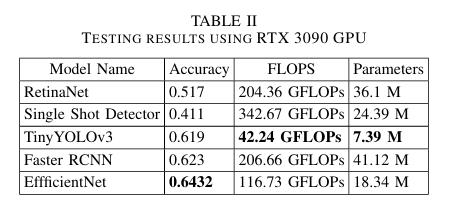 TABLE II
TESTING RESULTS USING RTX 3090 GPU
Model Name Accuracy FLOPS Parameters
RetinaNet 0.517 204.36 GFLOPs 36.1 M
Single Shot Detector 0.411 342.67 GFLOPs 24.39 M
TinyYOLOv3 0.619 42.24 GFLOPs 7.39 M
Faster RCNN 0.623 206.66 GFLOPs 41.12 M
EffficientNet 0.6432 116.73 GFLOPs 18.34 M